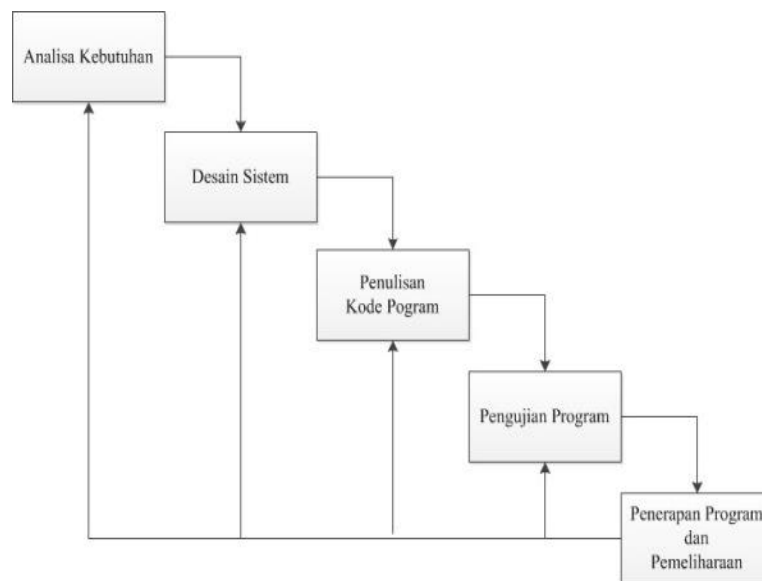 Analisa Kebutuhan
Desain Sistem
Penulisan
Kode Pogram
Pengujian Program
Penerapan Program
dan
Pemeliharaan